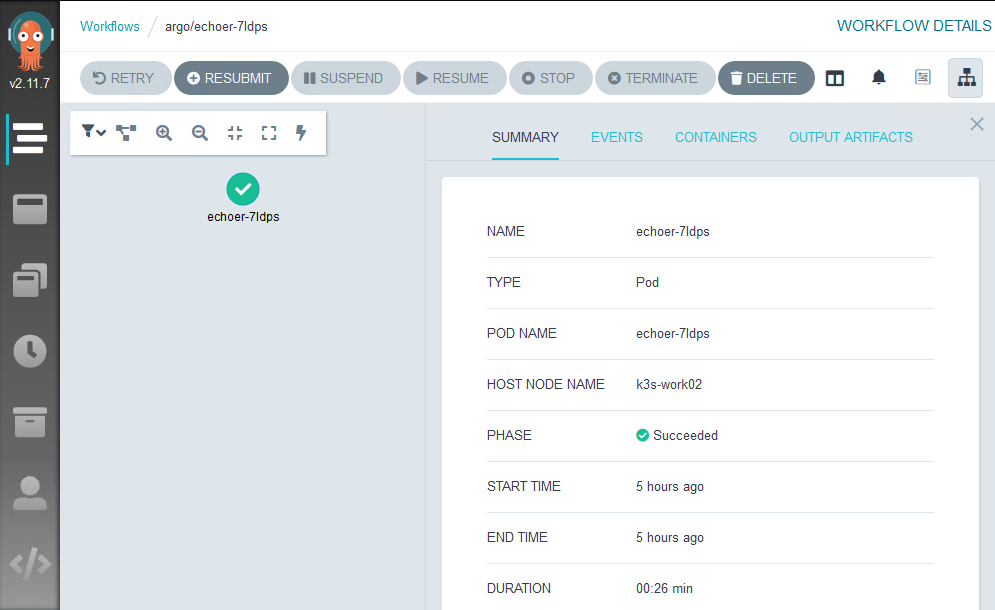 Workflows / argo/echoer-7ldps
WORKFLOW DETAILS
v2.11.7
RETRY RESUBMIT SUSPEND RESUME STOP TERMINATE DELETE
echoer-7ldps
SUMMARY EVENTS CONTAINERS OUTPUT ARTIFACTS
NAME echoer-7ldps
TYPE Pod
POD NAME echoer-7ldps
HOST NODE NAME k3s-work02
PHASE Succeeded
START TIME 5 hours ago
END TIME 5 hours ago
DURATION 00:26 min